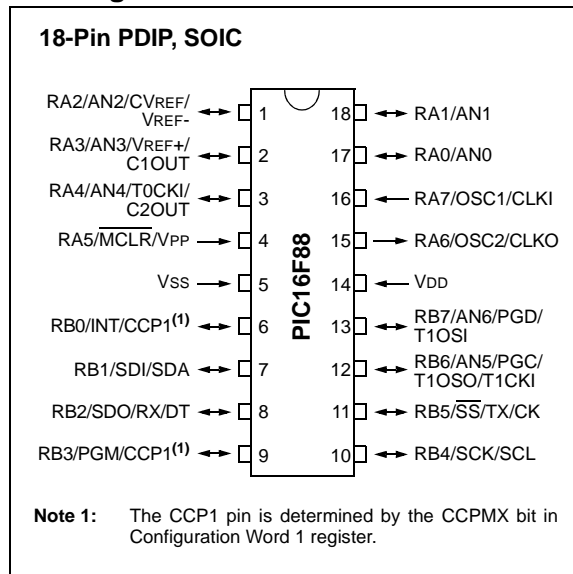 18-Pin PDIP, SOIC
RA2/AN2/CVREF/
VREF-
1
18
RA1/AN1
RA3/AN3/VREF+/
C1OUT
2
17
RA0/AN0
RA4/AN4/T0CKI/
C2OUT
3
16
RA7/OSC1/CLKI
RA5/MCLR/VPP
4
15
RA6/OSC2/CLKO
VSS
5
14
VDD
RB0/INT/CCP1(1)
6
13
RB7/AN6/PGD/
T1OSI
RB1/SDI/SDA
7
12
RB6/AN5/PGC/
T1OSO/T1CKI
RB2/SDO/RX/DT
8
11
RB5/SS/TX/CK
RB3/PGM/CCP1(1)
9
10
RB4/SCK/SCL
PIC16F88
Note 1: The CCP1 pin is determined by the CCPMX bit in
Configuration Word 1 register.